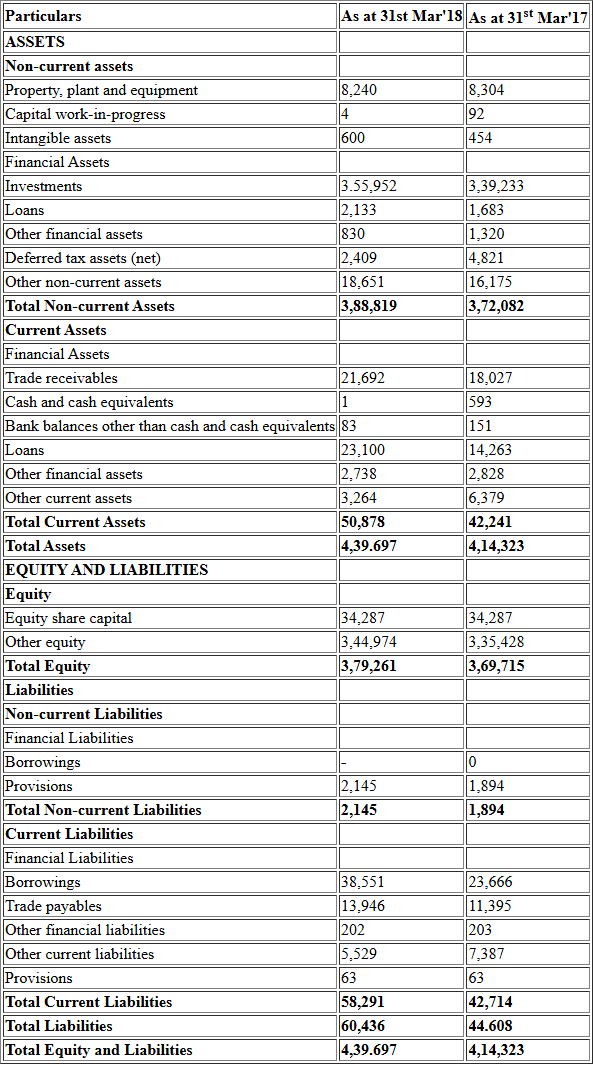 Particulars As at 31st Mar'18 As at 31st Mar'17
ASSETS
Non-current assets
Property, plant and equipment 8,240 8,304
Capital work-in-progress 4 92
Intangible assets 600 454
Financial Assets
Investments 3.55,952 3,39,233
Loans 2,133 1,683
Other financial assets 830 1,320
Deferred tax assets (net) 2,409 4,821
Other non-current assets 18,651 16,175
Total Non-current Assets 3,88,819 3,72,082
Current Assets
Financial Assets
Trade receivables 21,692 18,027
Cash and cash equivalents 1 593
Bank balances other than cash and cash equivalents 83 151
Loans 23,100 14,263
Other financial assets 2,738 2,828
Other current assets 3,264 6,379
Total Current Assets 50,878 42,241
Total Assets 4,39.697 4,14,323
EQUITY AND LIABILITIES
Equity
Equity share capital 34,287 34,287
Other equity 3,44,974 3,35,428
Total Equity 3,79,261 3,69,715
Liabilities
Non-current Liabilities
Financial Liabilities
Borrowings - 0
Provisions 2,145 1,894
Total Non-current Liabilities 2,145 1,894
Current Liabilities
Financial Liabilities
Borrowings 38,551 23,666
Trade payables 13,946 11,395
Other financial liabilities 202 203
Other current liabilities 5,529 7,387
Provisions 63 63
Total Current Liabilities 58,291 42,714
Total Liabilities 60,436 44.608
Total Equity and Liabilities 4,39.697 4,14,323